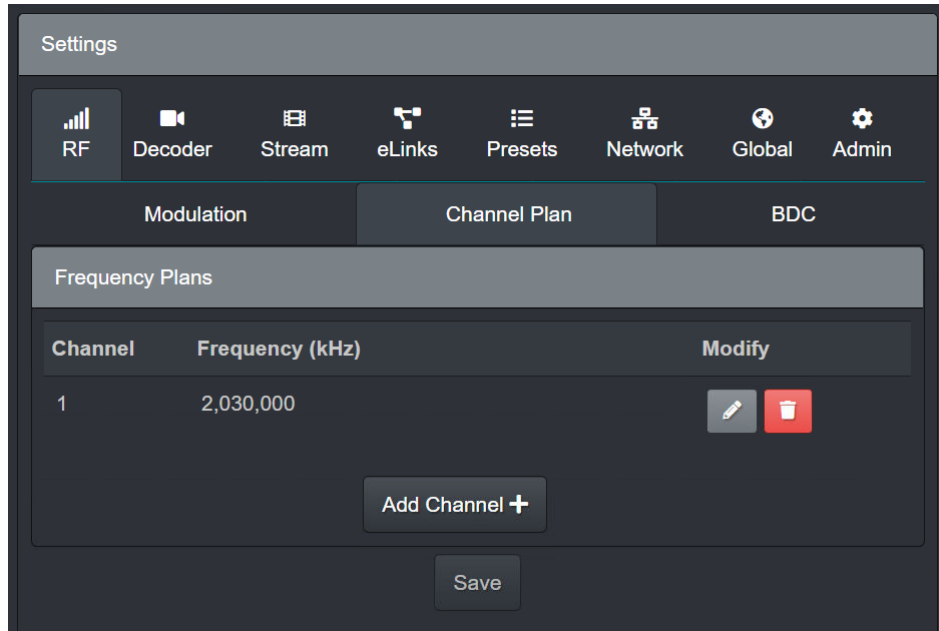 Settings
RF Decoder Stream eLinks Presets Network Global Admin
Modulation Channel Plan BDC
Frequency Plans
Channel Frequency (kHz) Modify
1 2,030,000
Add Channel +
Save